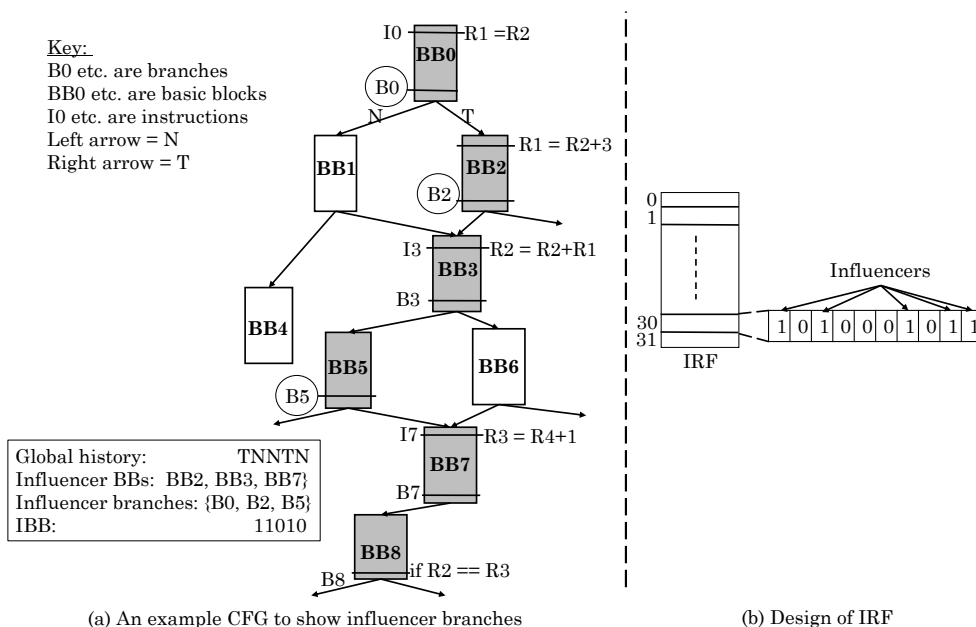 Key:
B0 etc. are branches
BB0 etc. are basic blocks
I0 etc. are instructions
Left arrow = N
Right arrow = T
I0
R1 =R2
BB0
B0
N
T
BB1
R1 = R2+3
BB2
B2
I3
R2 = R2+R1
BB3
B3
BB4
BB5
BB6
B5
I7
R3 = R4+1
BB7
B7
BB8
B8
if R2 == R3
Global history: TNNTN
Influencer BBs: BB2, BB3, BB7}
Influencer branches: {B0, B2, B5}
IBB: 11010
(a) An example CFG to show influencer branches
0
1
30
31
IRF
Influencers
1 0 1 0 0 0 1 0 1 1
(b) Design of IRF